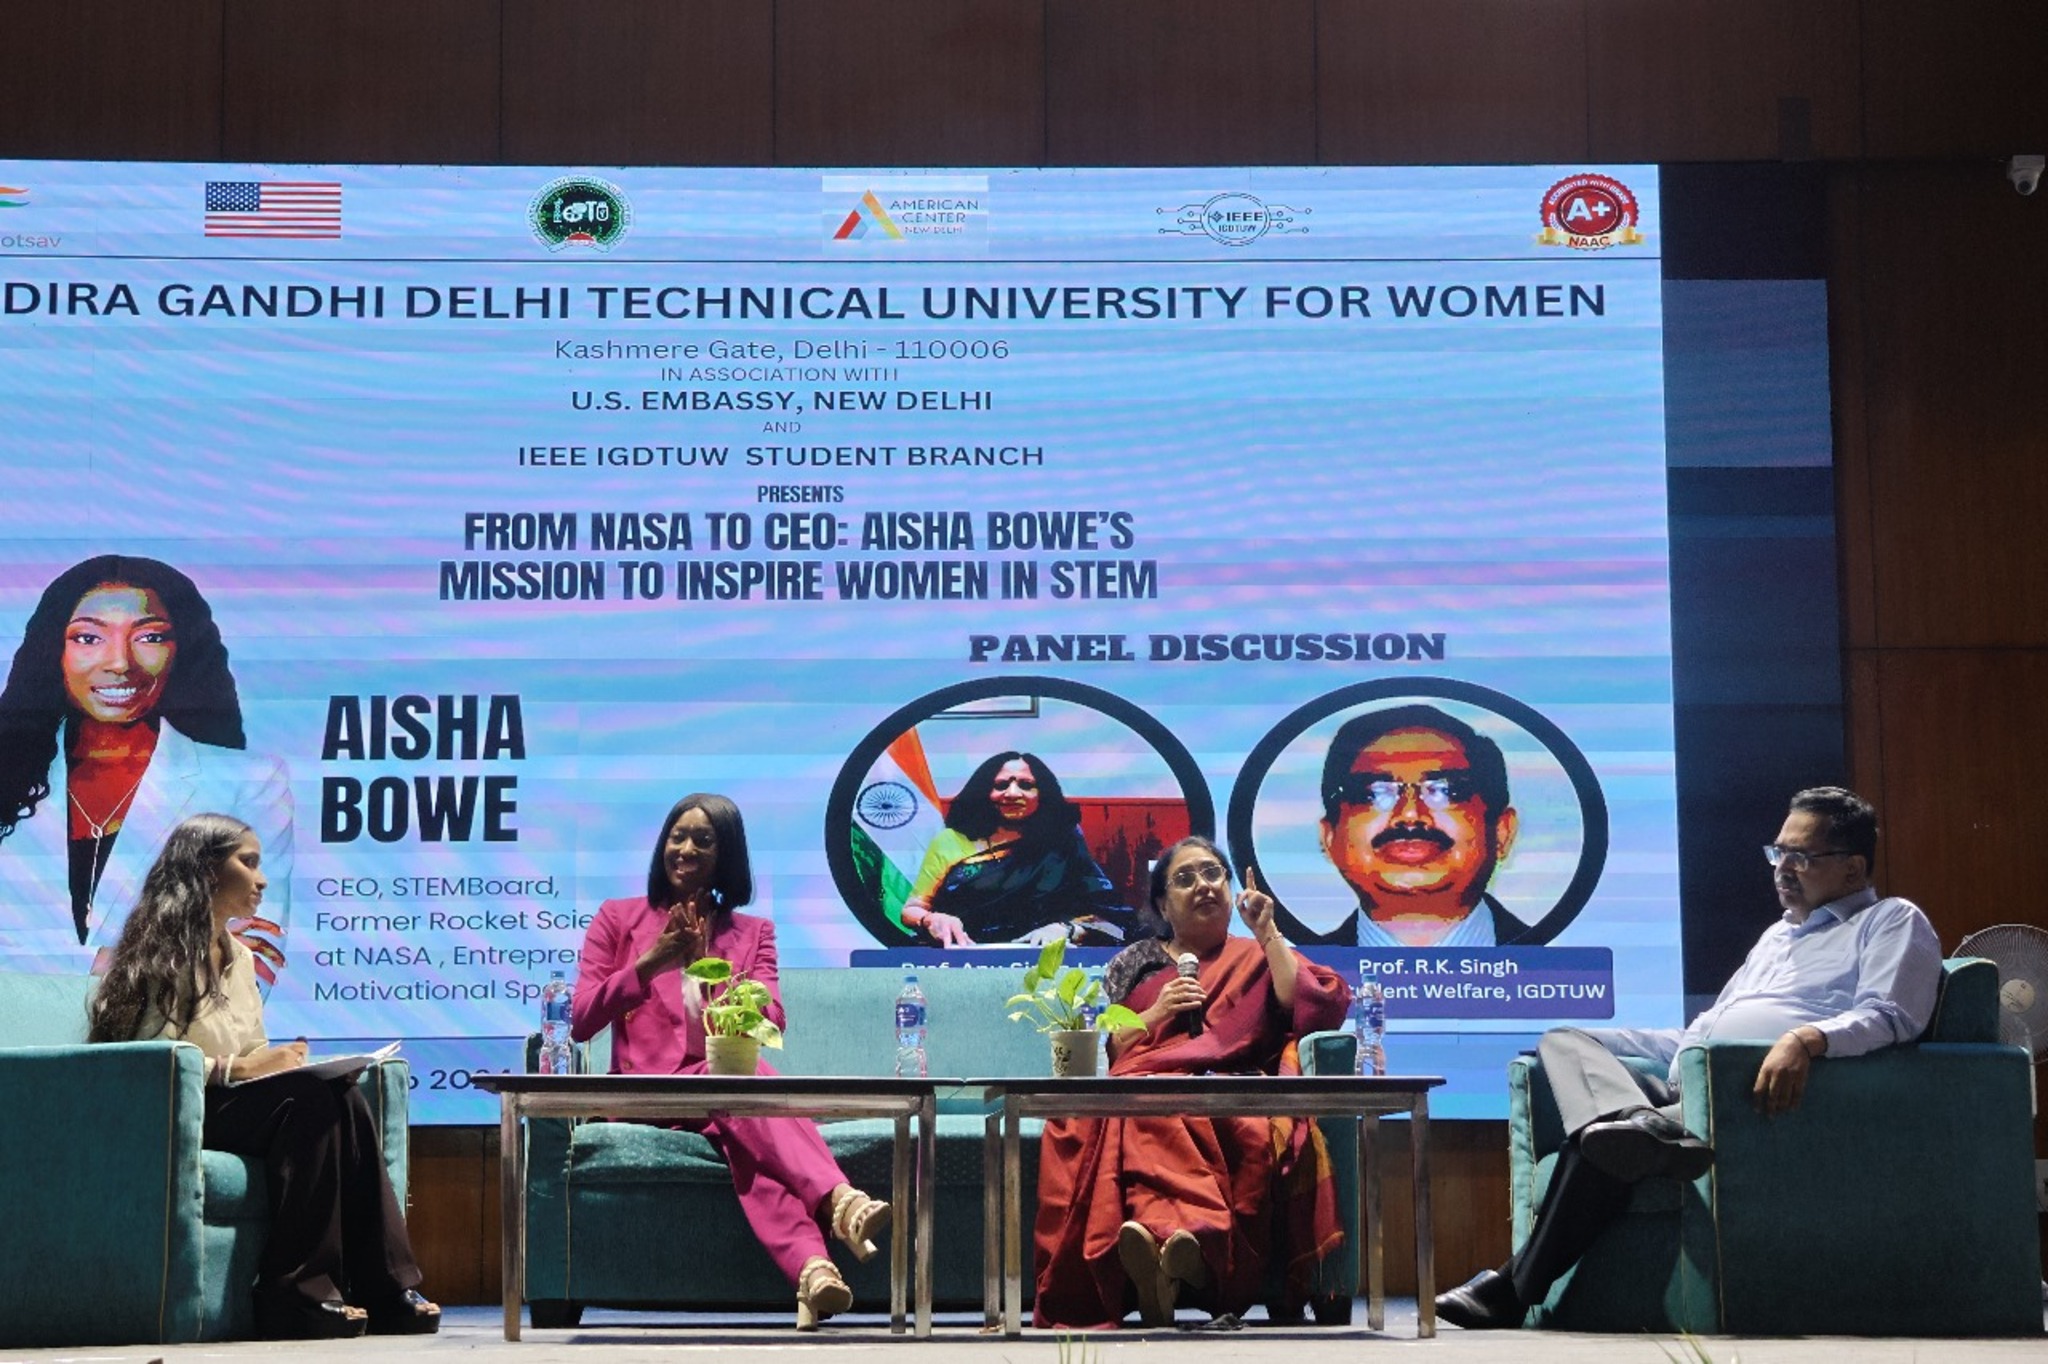 otsav
AMERICAN
CENTER
NEW DELHI
IEEE
IGDTUW
A+
NAAC
DIRA GANDHI DELHI TECHNICAL UNIVERSITY FOR WOMEN
Kashmere Gate, Delhi - 110006
IN ASSOCIATION WITH
U.S. EMBASSY, NEW DELHI
AND
IEEE IGDTUW STUDENT BRANCH
PRESENTS
FROM NASA TO CEO: AISHA BOWE'S
MISSION TO INSPIRE WOMEN IN STEM
PANEL DISCUSSION
AISHA
BOWE
CEO, STEMBoard,
Former Rocket Scie
at NASA , Entreprer
Motivational Sp
Prof. R.K. Singh
dent Welfare, IGDTUW